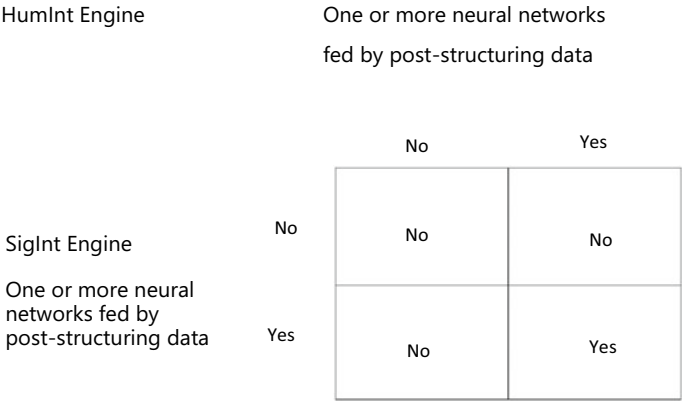 HumInt Engine
One or more neural networks
fed by post-structuring data
No
Yes
SigInt Engine
One or more neural
networks fed by
post-structuring data
No
No
No
Yes
No
Yes